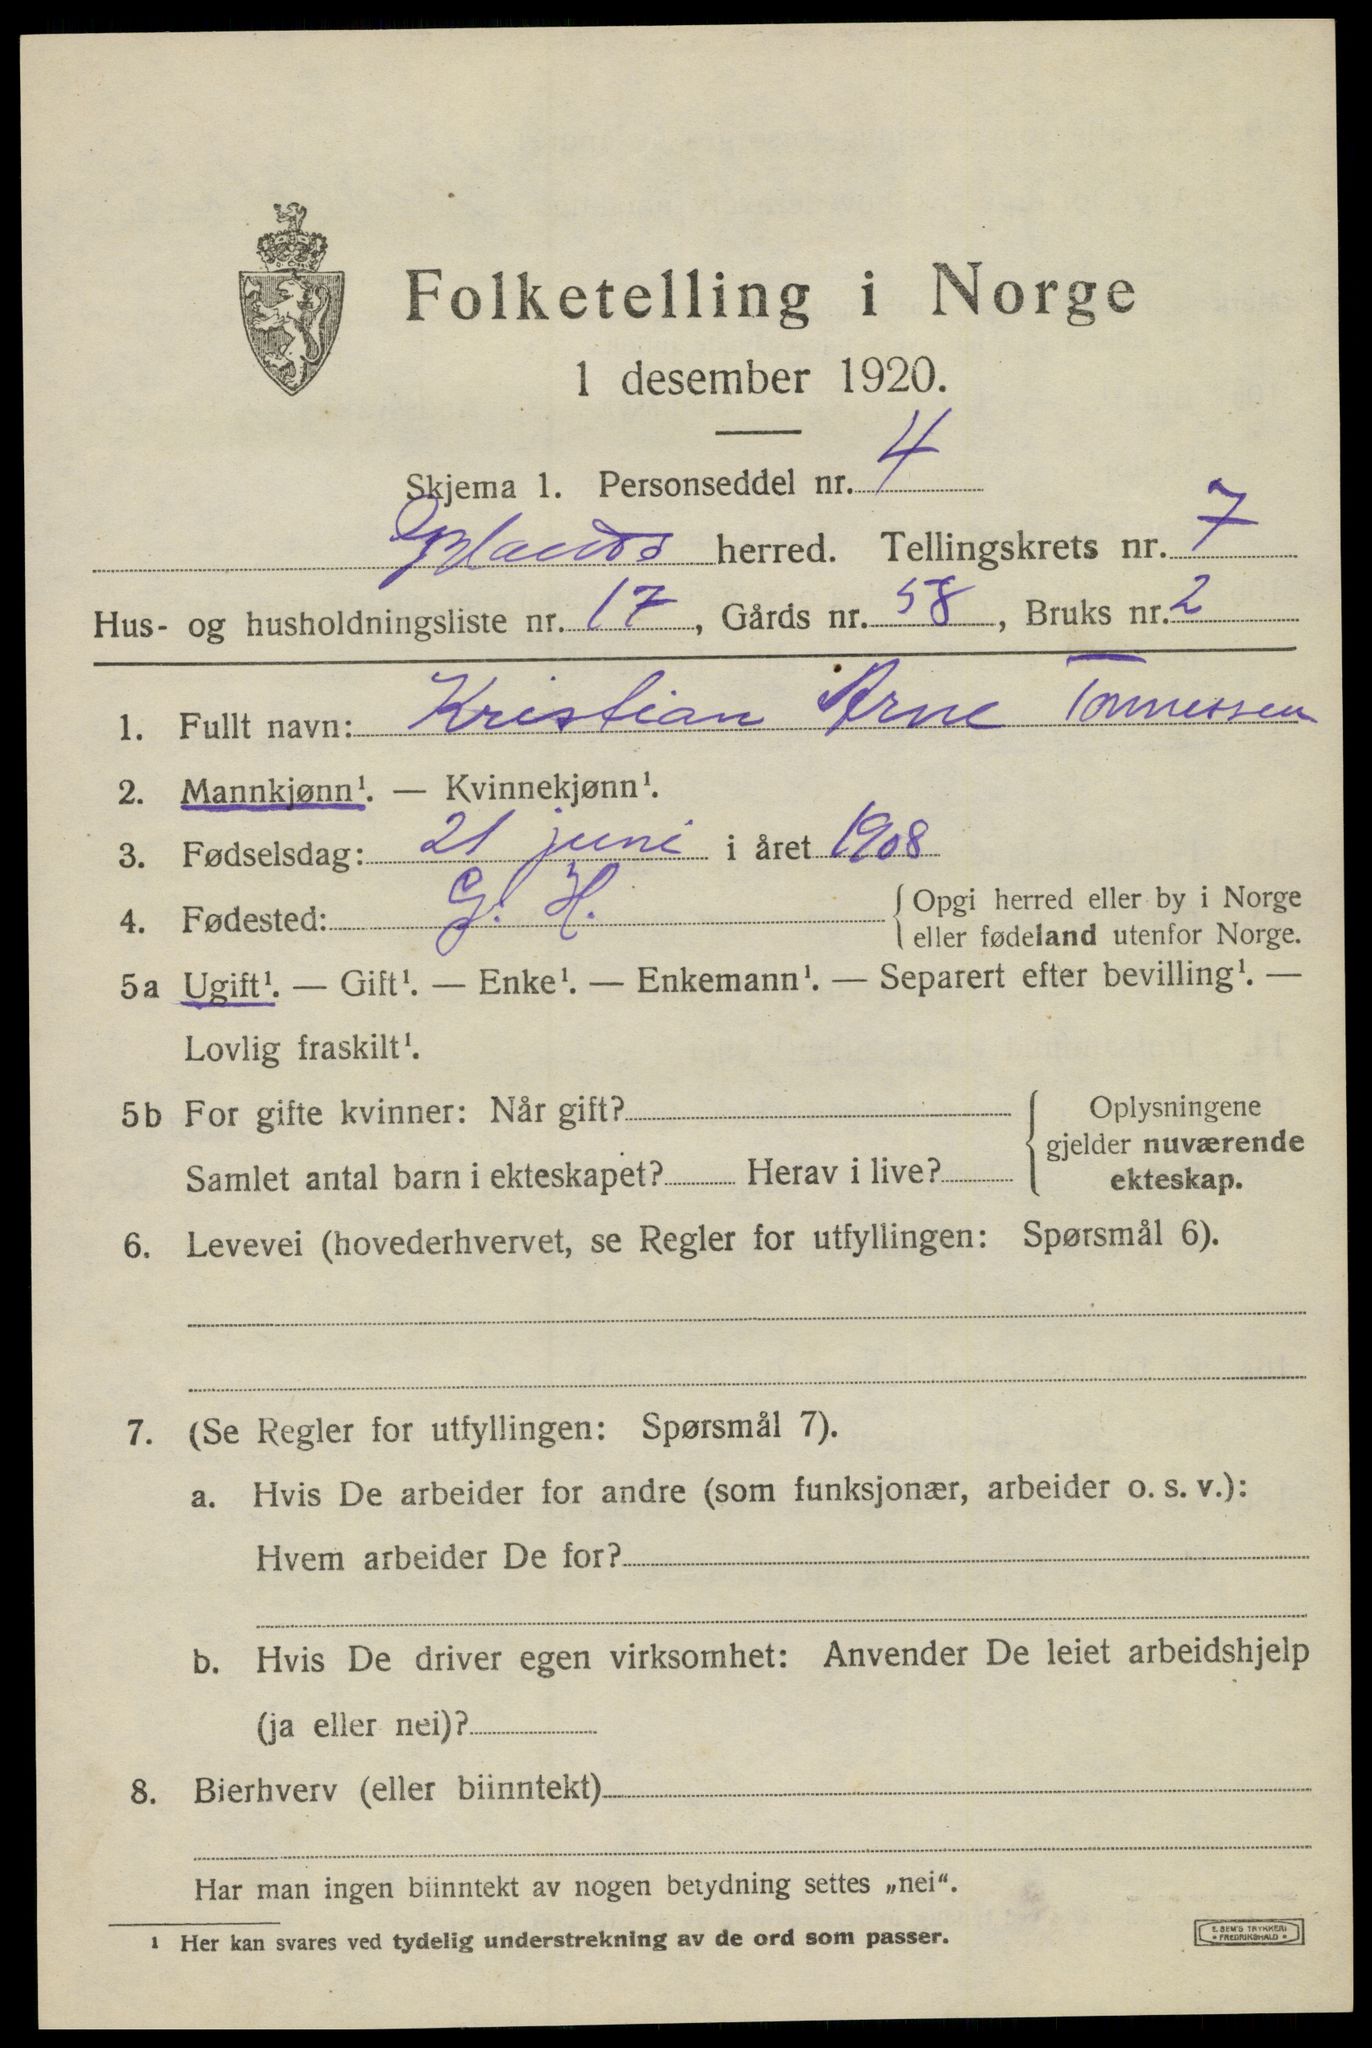 Folketelling i Norge
1 desember 1920.
Skjema 1. Personseddel nr. 4
herred. Tellingskrets nr. 7
Hus- og husholdningsliste nr. 17, Gårds nr. 58, Bruks nr. 2
1. Fullt navn: Kristian Arne Tønnessen
2. Mannkjønn¹. — Kvinnekjønn¹.
3. Fødselsdag: 21 juni i året 1908
4. Fødested: G. H. { Opgi herred eller by i Norge
eller fødeland utenfor Norge.
5a Ugift¹. — Gift¹. — Enke¹. — Enkemann¹. — Separert efter bevilling¹. —
Lovlig fraskilt¹.
5b For gifte kvinner: Når gift?
Samlet antal barn i ekteskapet? Herav i live?
{ Oplysningene
gjelder nuværende
ekteskap.
6. Levevei (hovederhvervet, se Regler for utfyllingen: Spørsmål 6).
7. (Se Regler for utfyllingen: Spørsmål 7).
a. Hvis De arbeider for andre (som funksjonær, arbeider o. s. v.):
Hvem arbeider De for?
b. Hvis De driver egen virksomhet: Anvender De leiet arbeidshjelp
(ja eller nei)?
8. Bierhverv (eller biinntekt)
Har man ingen biinntekt av nogen betydning settes „nei“.
¹ Her kan svares ved tydelig understrekning av de ord som passer.
E. SEM'S TRYKKERI
FREDRIKSHALD